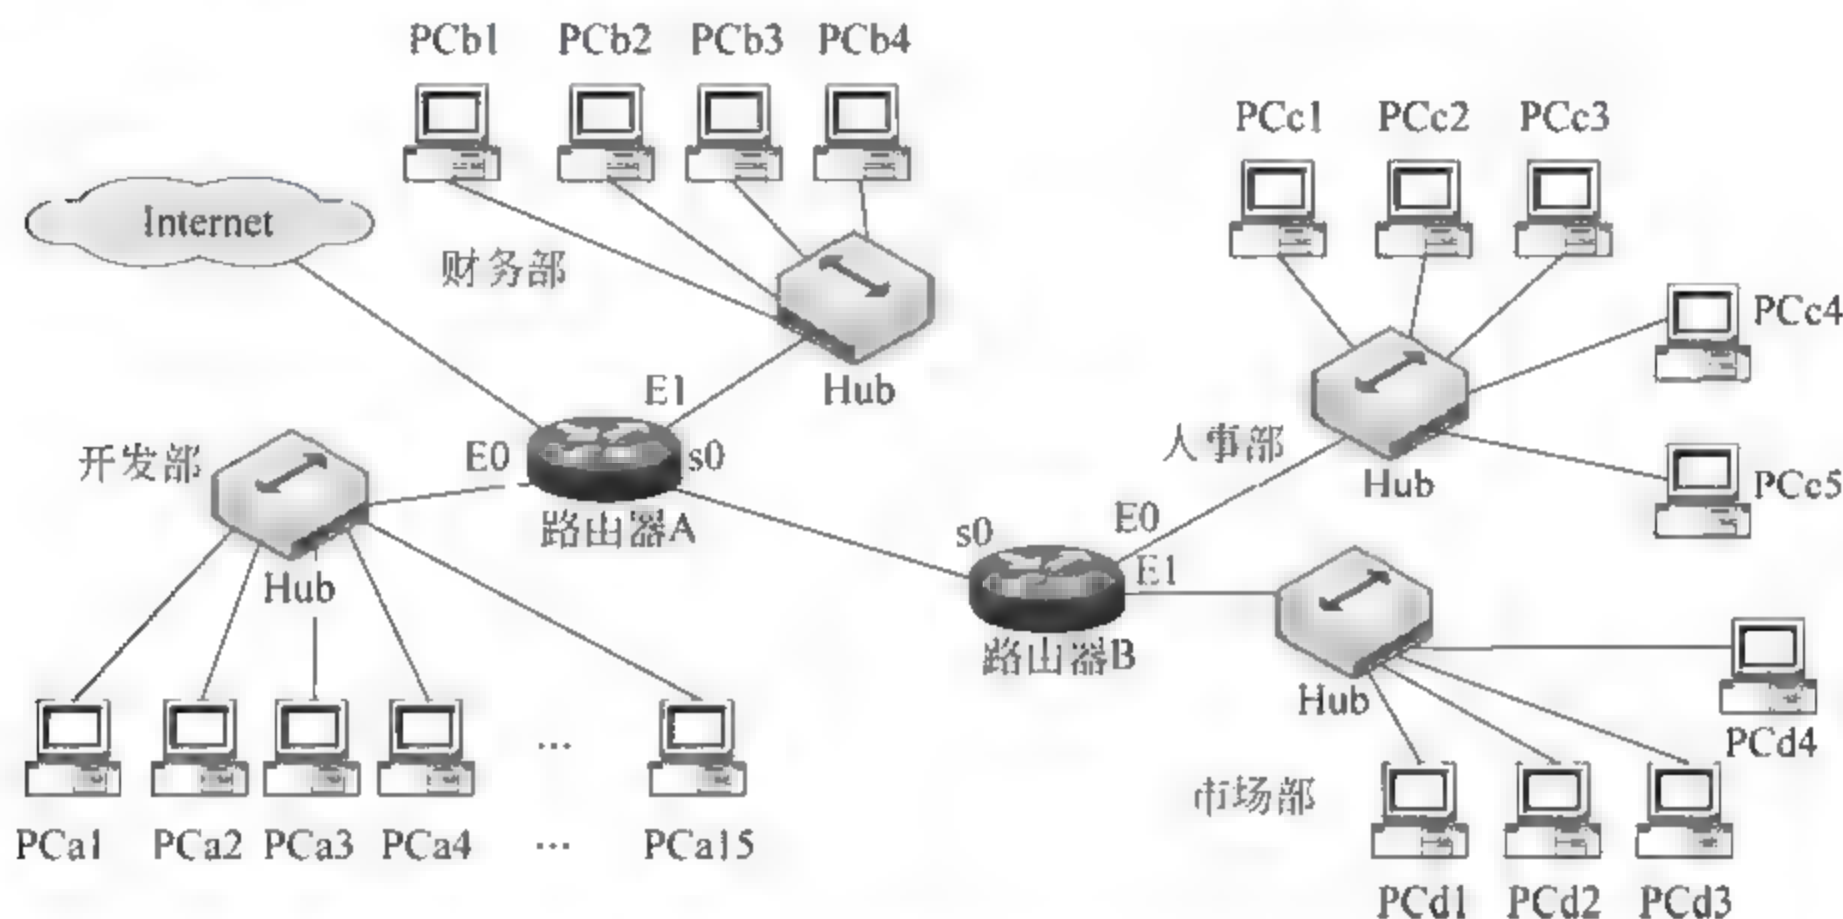 PCb1 PCb2 PCb3 PCb4
PCc1 PCc2 PCc3
Internet
财务部
PCc4
E1
Hub
人事部
开发部
E0
s0
Hub
PCc5
路由器A
s0
E0
Hub
E1
路由器B
Hub
PCd4
市场部
...
PCa1 PCa2 PCa3 PCa4 ... PCa15
PCd1 PCd2 PCd3